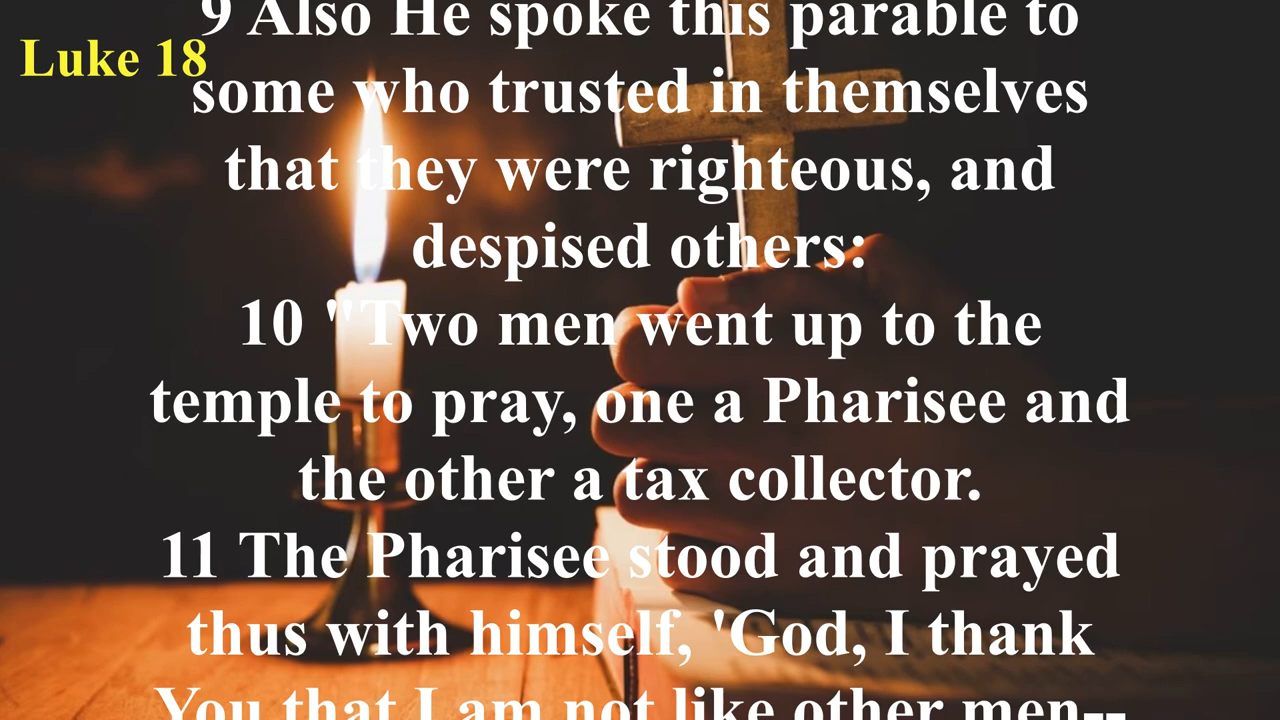 Luke 18
9 Also He spoke this parable to
some who trusted in themselves
that they were righteous, and
despised others:
10 "Two men went up to the
temple to pray, one a Pharisee and
the other a tax collector.
11 The Pharisee stood and prayed
thus with himself, 'God, I thank
You that I am not like other men--